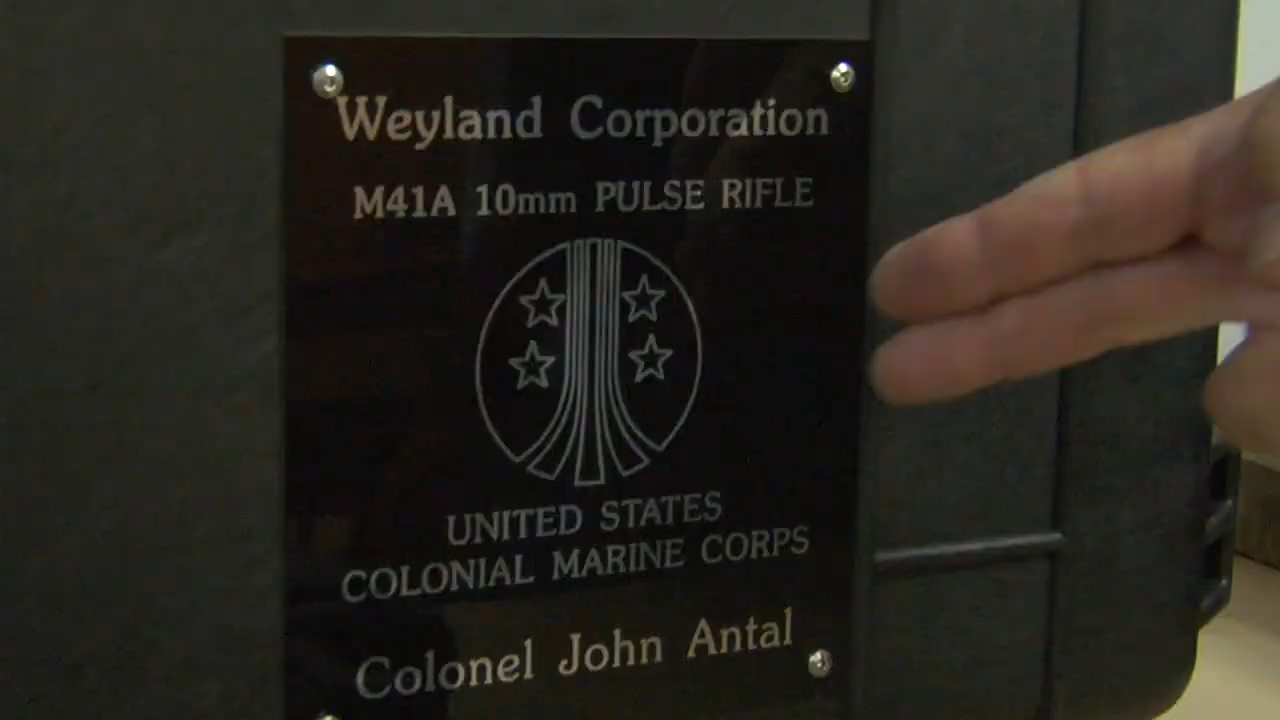 Weyland Corporation
M41A 10mm PULSE RIFLE
UNITED STATES
COLONIAL MARINE CORPS
Colonel John Antal